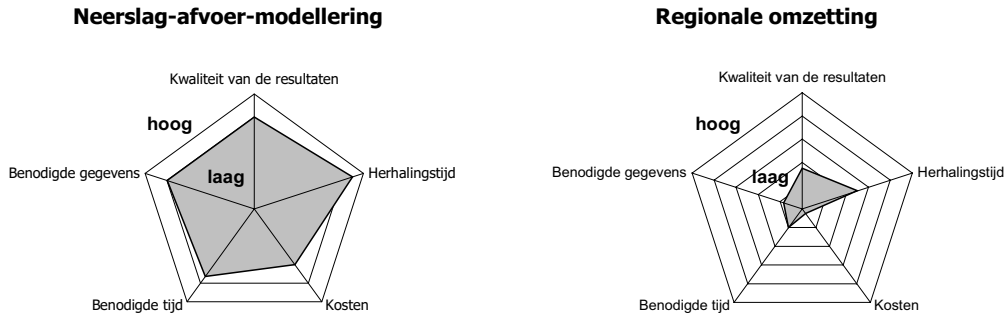 Neerslag-afvoer-modellering
Kwaliteit van de resultaten
hoog
Benodigde gegevens
laag
Herhalingstijd
Benodigde tijd
Kosten
Regionale omzetting
Kwaliteit van de resultaten
hoog
Benodigde gegevens
laag
Herhalingstijd
Benodigde tijd
Kosten